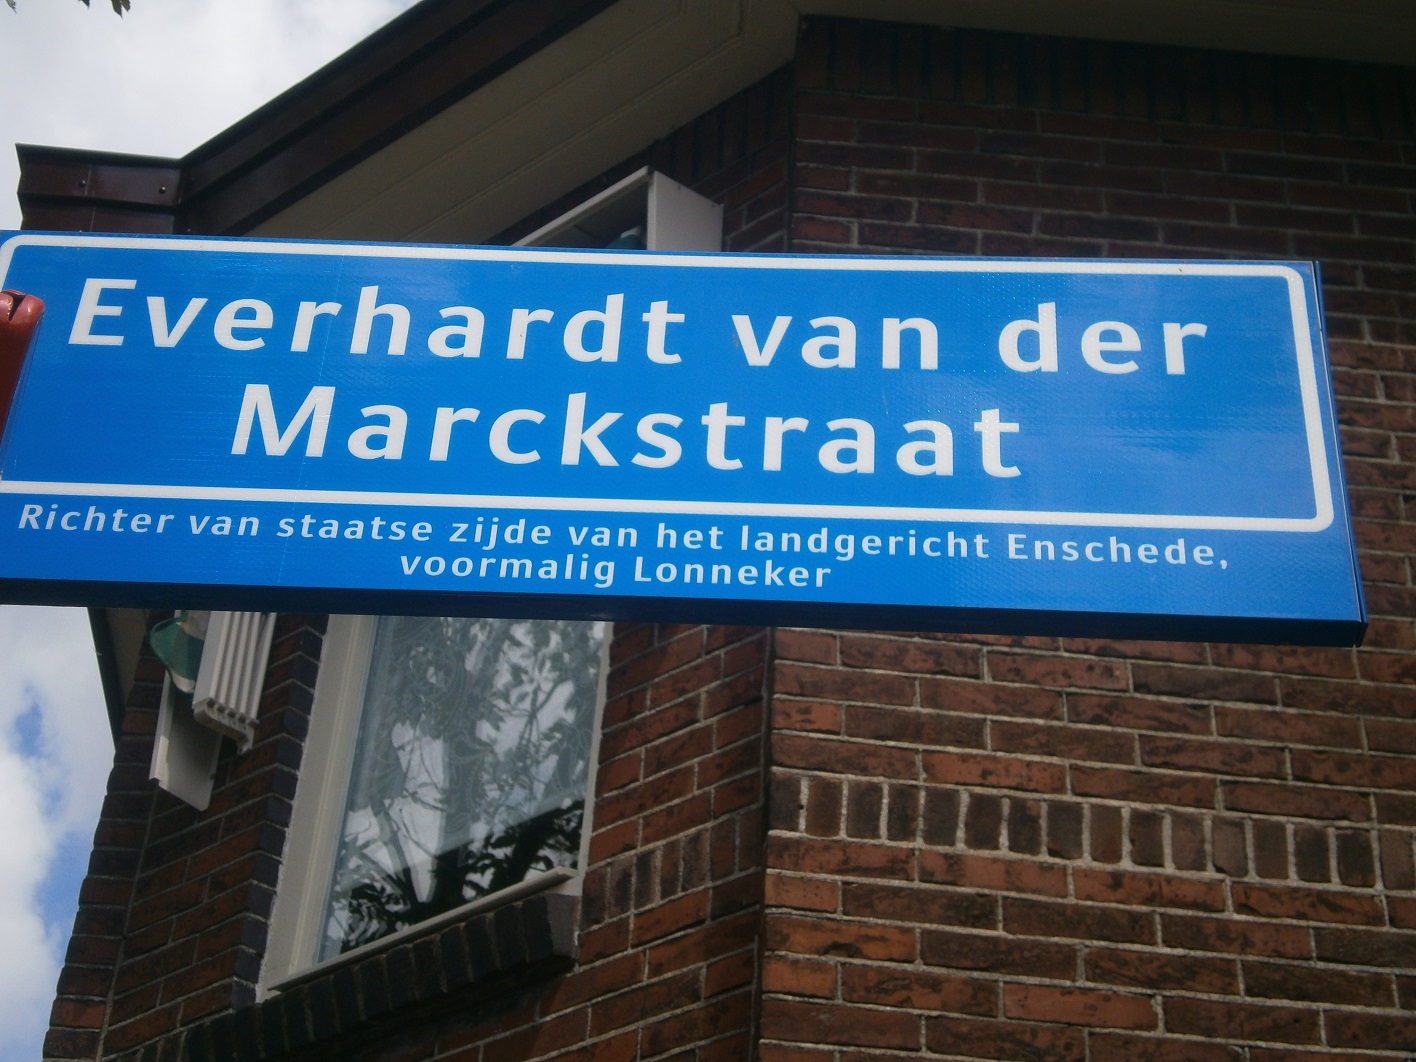 Everhardt van der
Marckstraat
Richter van staatse zijde van het landgericht Enschede,
voormalig Lonneker